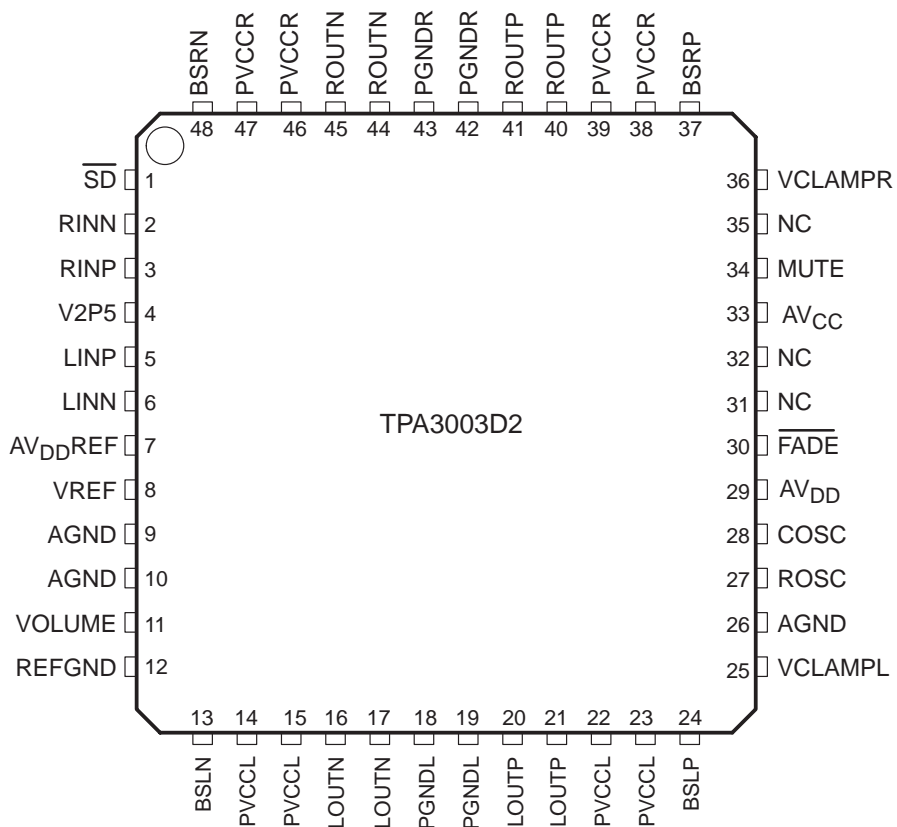 BSRN PVCCR PVCCR ROUTN ROUTN PGNDR PGNDR ROUTP ROUTP PVCCR PVCCR BSRP
48 47 46 45 44 43 42 41 40 39 38 37
SD 1 36 VCLAMPR
RINN 2 35 NC
RINP 3 34 MUTE
V2P5 4 33 AVCC
LINP 5 32 NC
LINN 6 31 NC
TPA3003D2
AVDDREF 7 30 FADE
VREF 8 29 AVDD
AGND 9 28 COSC
AGND 10 27 ROSC
VOLUME 11 26 AGND
REFGND 12 25 VCLAMPL
13 14 15 16 17 18 19 20 21 22 23 24
BSLN PVCCL PVCCL LOUTN LOUTN PGNDL PGNDL LOUTP LOUTP PVCCL PVCCL BSLP